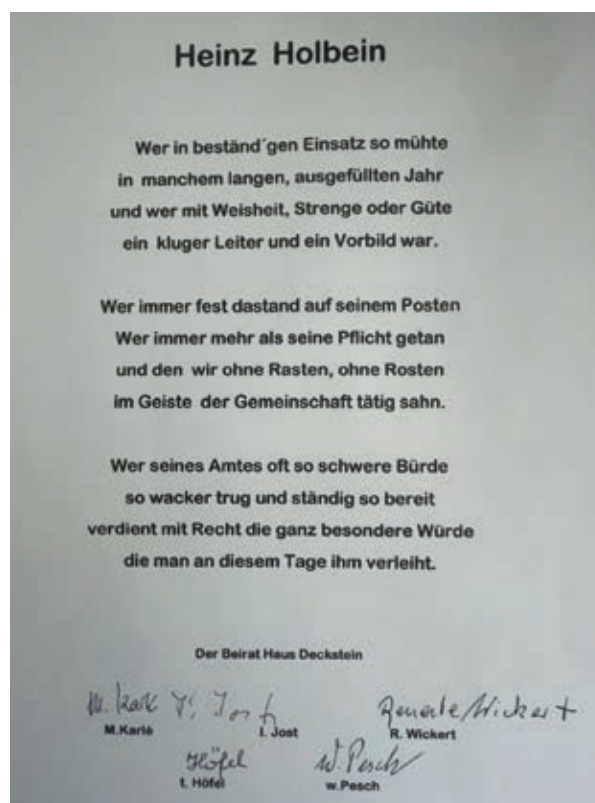 Heinz Holbein
Wer in beständ´gen Einsatz so mühte
in manchem langen, ausgefüllten Jahr
und wer mit Weisheit, Strenge oder Güte
ein kluger Leiter und ein Vorbild war.
Wer immer fest dastand auf seinem Posten
Wer immer mehr als seine Pflicht getan
und den wir ohne Rasten, ohne Rosten
im Geiste der Gemeinschaft tätig sahn.
Wer seines Amtes oft so schwere Bürde
so wacker trug und ständig so bereit
verdient mit Recht die ganz besondere Würde
die man an diesem Tage ihm verleiht.
Der Beirat Haus Deckstein
Jost Renate Wickert
M.Karlé I. Jost R. Wickert
Höfel W. Pesch
t. Höfel w.Pesch